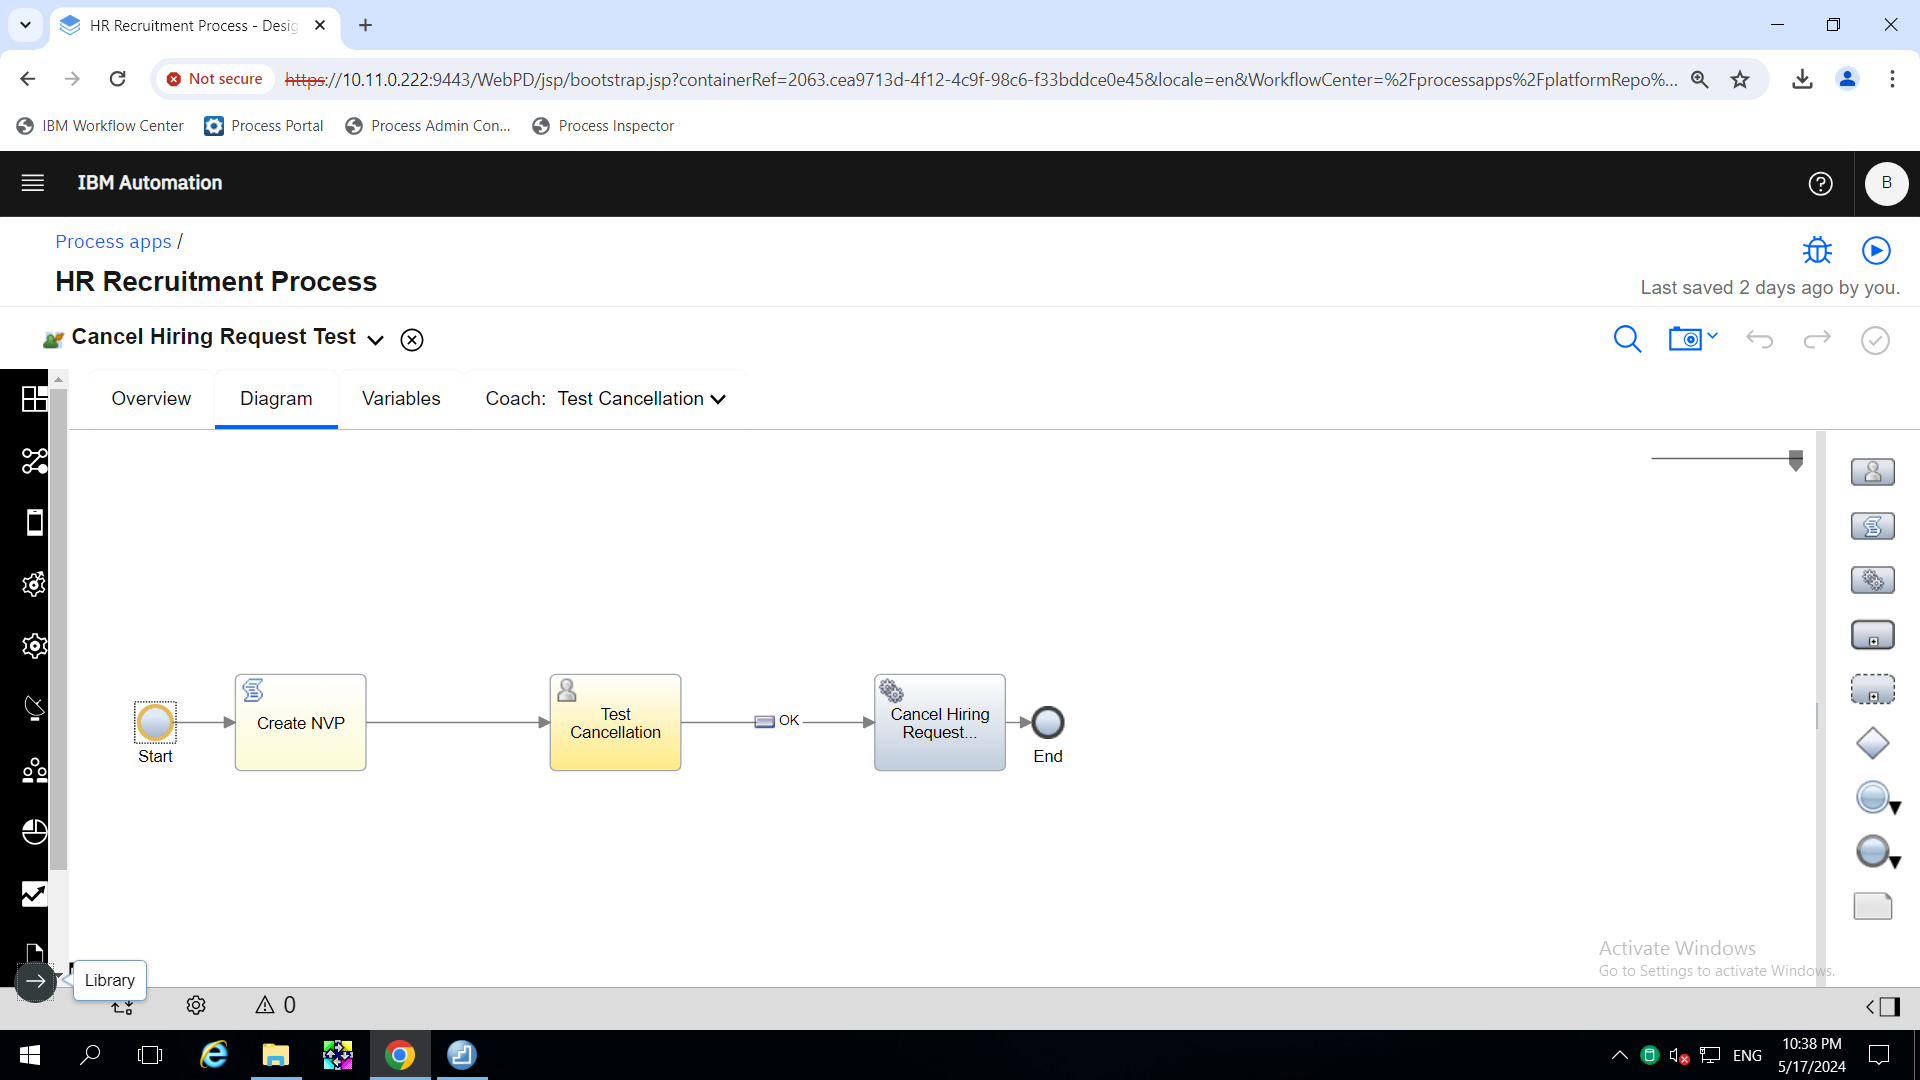 HR Recruitment Process - Desig
Not secure
https://10.11.0.222:9443/WebPD/jsp/bootstrap.jsp?containerRef=2063.cea9713d-4f12-4c9f-98c6-f33bddce0e45&locale=en&WorkflowCenter=%2Fprocessapps%2FplatformRepo%...
IBM Workflow Center
Process Portal
Process Admin Con...
Process Inspector
IBM Automation
B
Process apps /
HR Recruitment Process
Last saved 2 days ago by you.
Cancel Hiring Request Test
Overview
Diagram
Variables
Coach: Test Cancellation
Start
Create NVP
Test
Cancellation
OK
Cancel Hiring
Request...
End
Activate Windows
Go to Settings to activate Windows.
Library
0
ENG
10:38 PM
5/17/2024